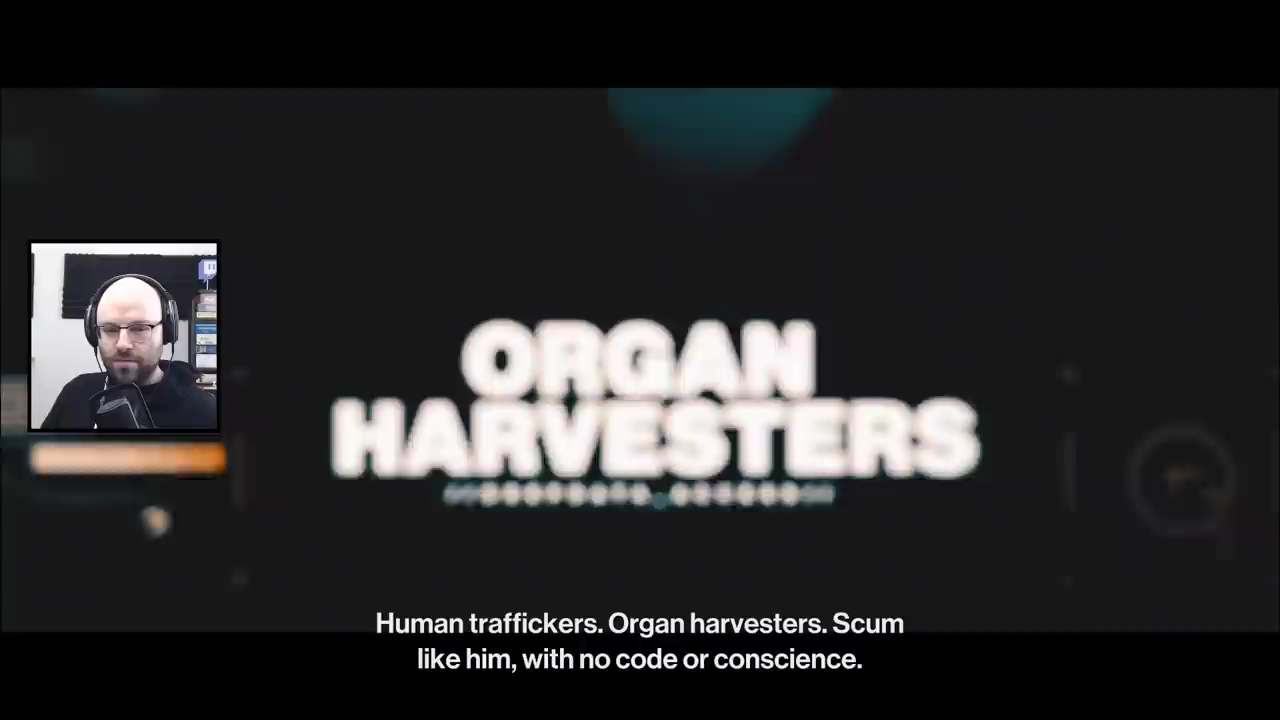 ORGAN
HARVESTERS
Human traffickers. Organ harvesters. Scum
like him, with no code or conscience.